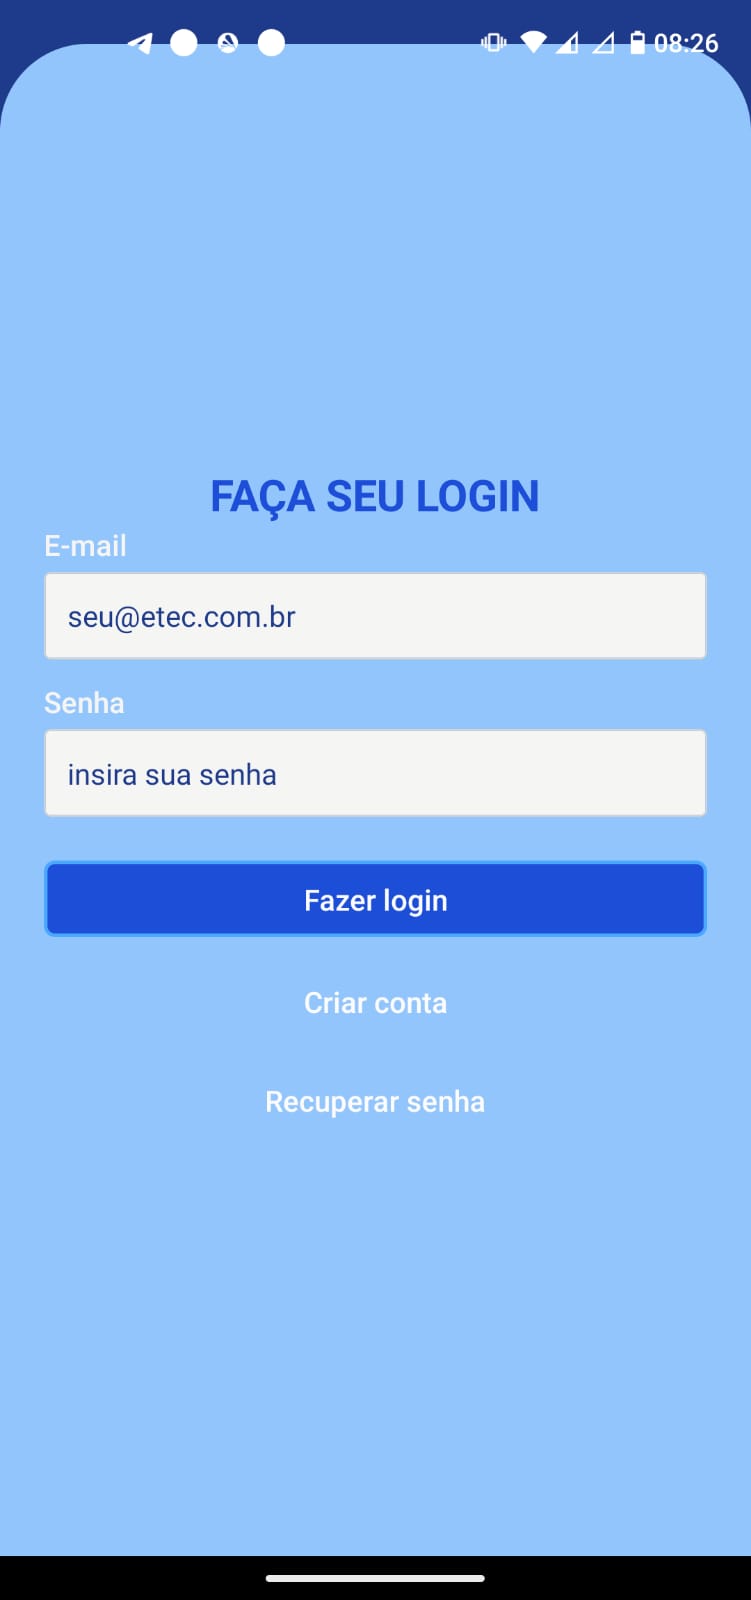 08:26
FAÇA SEU LOGIN
E-mail
seu@etec.com.br
Senha
insira sua senha
Fazer login
Criar conta
Recuperar senha